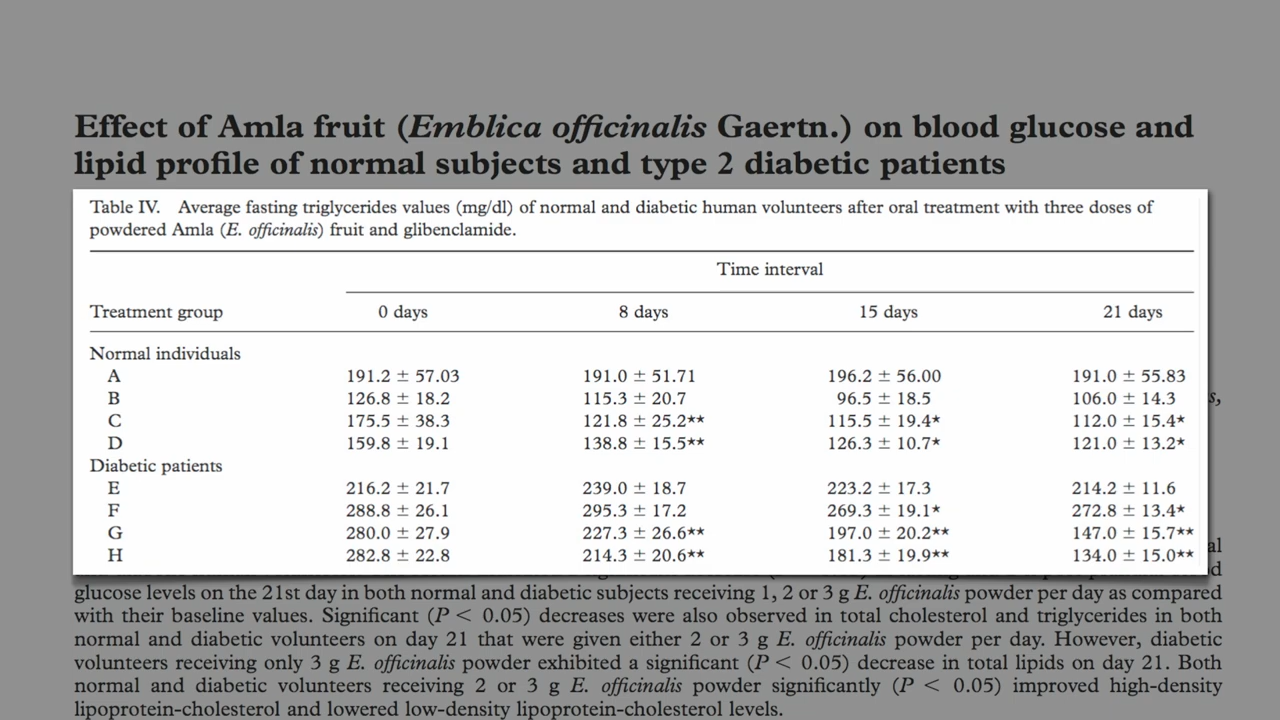 Effect of Amla fruit (Emblica officinalis Gaertn.) on blood glucose and
lipid profile of normal subjects and type 2 diabetic patients
Table IV. Average fasting triglycerides values (mg/dl) of normal and diabetic human volunteers after oral treatment with three doses of
powdered Amla (E. officinalis) fruit and glibenclamide.
Time interval
Treatment group 0 days 8 days 15 days 21 days
Normal individuals
A 191.2 ± 57.03 191.0 ± 51.71 196.2 ± 56.00 191.0 ± 55.83
B 126.8 ± 18.2 115.3 ± 20.7 96.5 ± 18.5 106.0 ± 14.3
C 175.5 ± 38.3 121.8 ± 25.2** 115.5 ± 19.4* 112.0 ± 15.4*
D 159.8 ± 19.1 138.8 ± 15.5** 126.3 ± 10.7* 121.0 ± 13.2*
Diabetic patients
E 216.2 ± 21.7 239.0 ± 18.7 223.2 ± 17.3 214.2 ± 11.6
F 288.8 ± 26.1 295.3 ± 17.2 269.3 ± 19.1* 272.8 ± 13.4*
G 280.0 ± 27.9 227.3 ± 26.6** 197.0 ± 20.2** 147.0 ± 15.7**
H 282.8 ± 22.8 214.3 ± 20.6** 181.3 ± 19.9** 134.0 ± 15.0**
glucose levels on the 21st day in both normal and diabetic subjects receiving 1, 2 or 3 g E. officinalis powder per day as compared
with their baseline values. Significant (P < 0.05) decreases were also observed in total cholesterol and triglycerides in both
normal and diabetic volunteers on day 21 that were given either 2 or 3 g E. officinalis powder per day. However, diabetic
volunteers receiving only 3 g E. officinalis powder exhibited a significant (P < 0.05) decrease in total lipids on day 21. Both
normal and diabetic volunteers receiving 2 or 3 g E. officinalis powder significantly (P < 0.05) improved high-density
lipoprotein-cholesterol and lowered low-density lipoprotein-cholesterol levels.